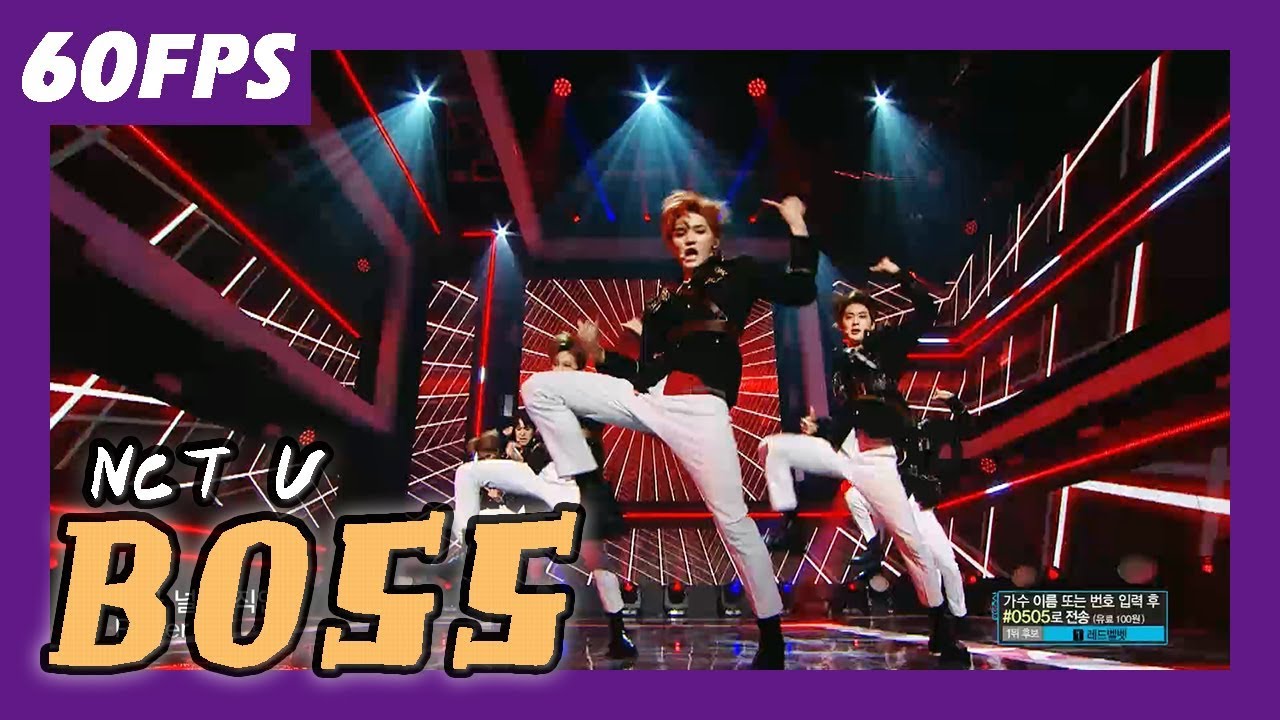 60FPS
NCT U
BOSS
가수 이름 또는 번호 입력 후
#0505로 전송 (유료 100원)
1위 후보 1 레드벨벳